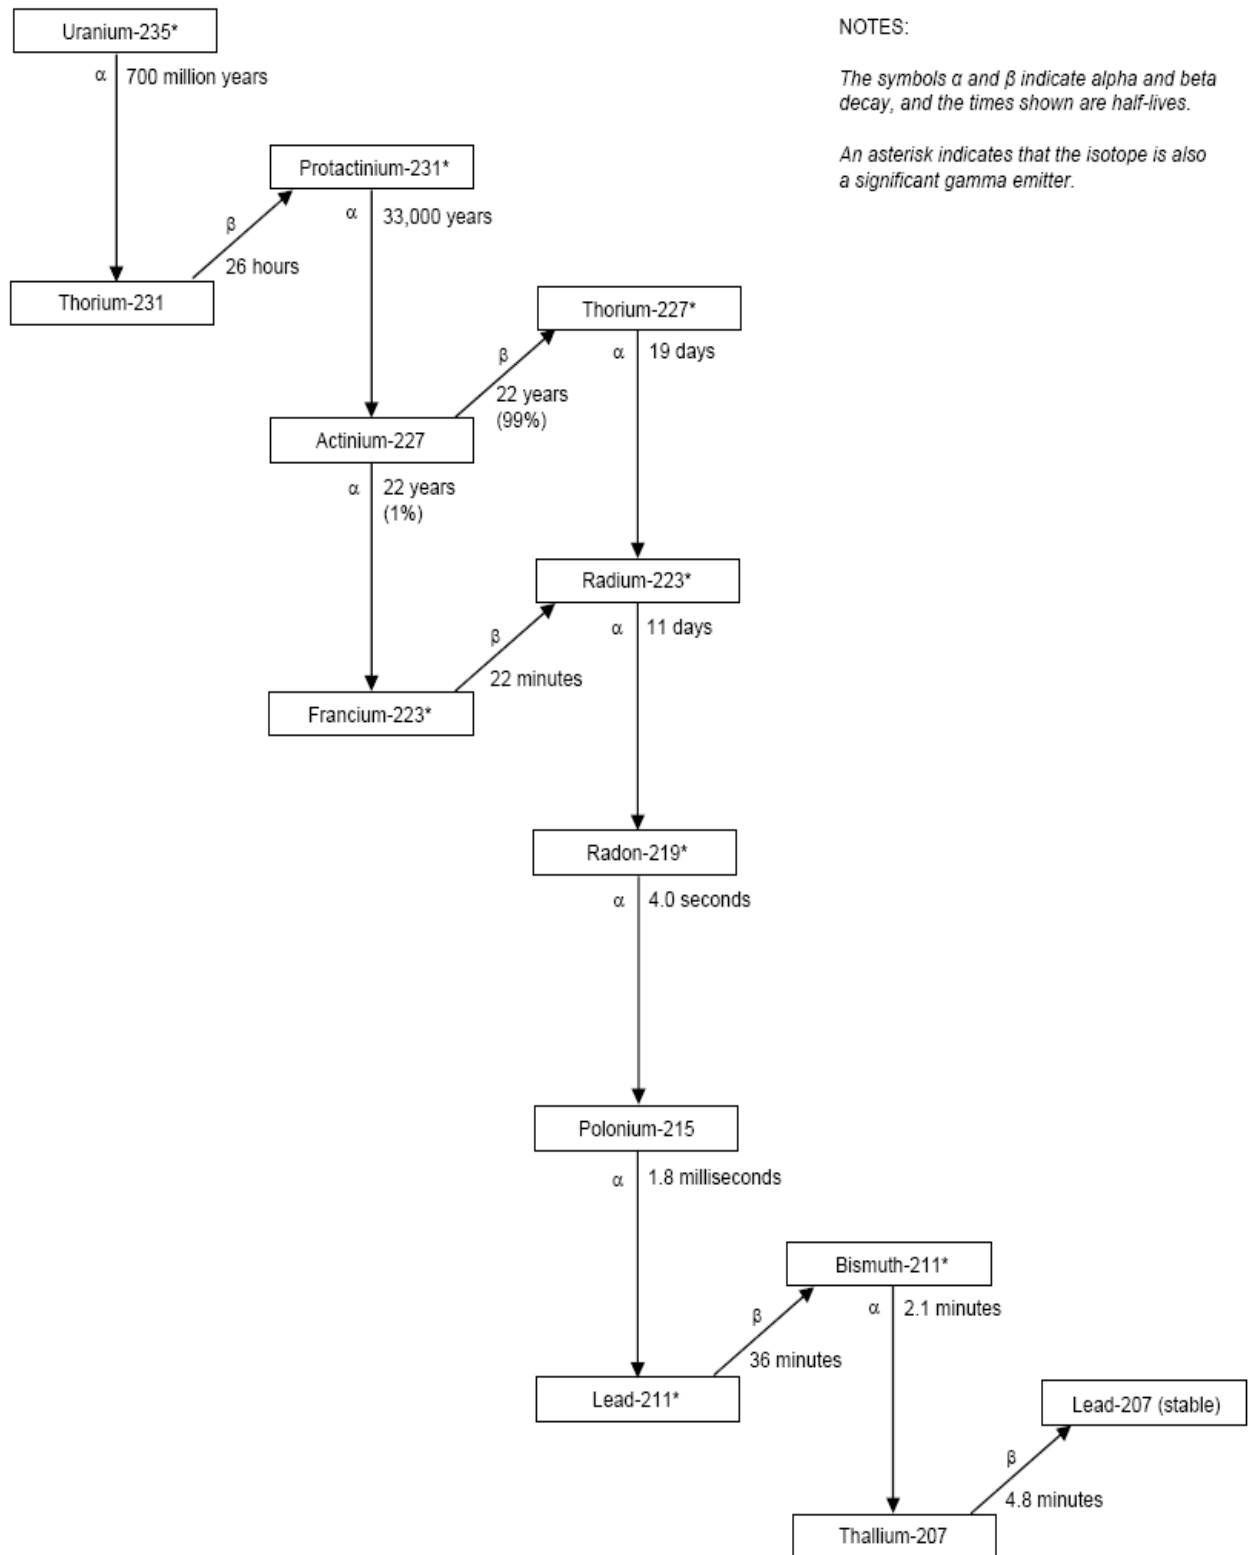 Uranium-235*
α 700 million years
NOTES:
The symbols α and β indicate alpha and beta
decay, and the times shown are half-lives.
An asterisk indicates that the isotope is also
a significant gamma emitter.
Protactinium-231*
α 33,000 years
β
26 hours
Thorium-231
Thorium-227*
α 19 days
β
22 years
(99%)
Actinium-227
α 22 years
(1%)
Radium-223*
α 11 days
β
22 minutes
Francium-223*
Radon-219*
α 4.0 seconds
Polonium-215
α 1.8 milliseconds
Bismuth-211*
α 2.1 minutes
β
36 minutes
Lead-211*
Lead-207 (stable)
β
4.8 minutes
Thallium-207